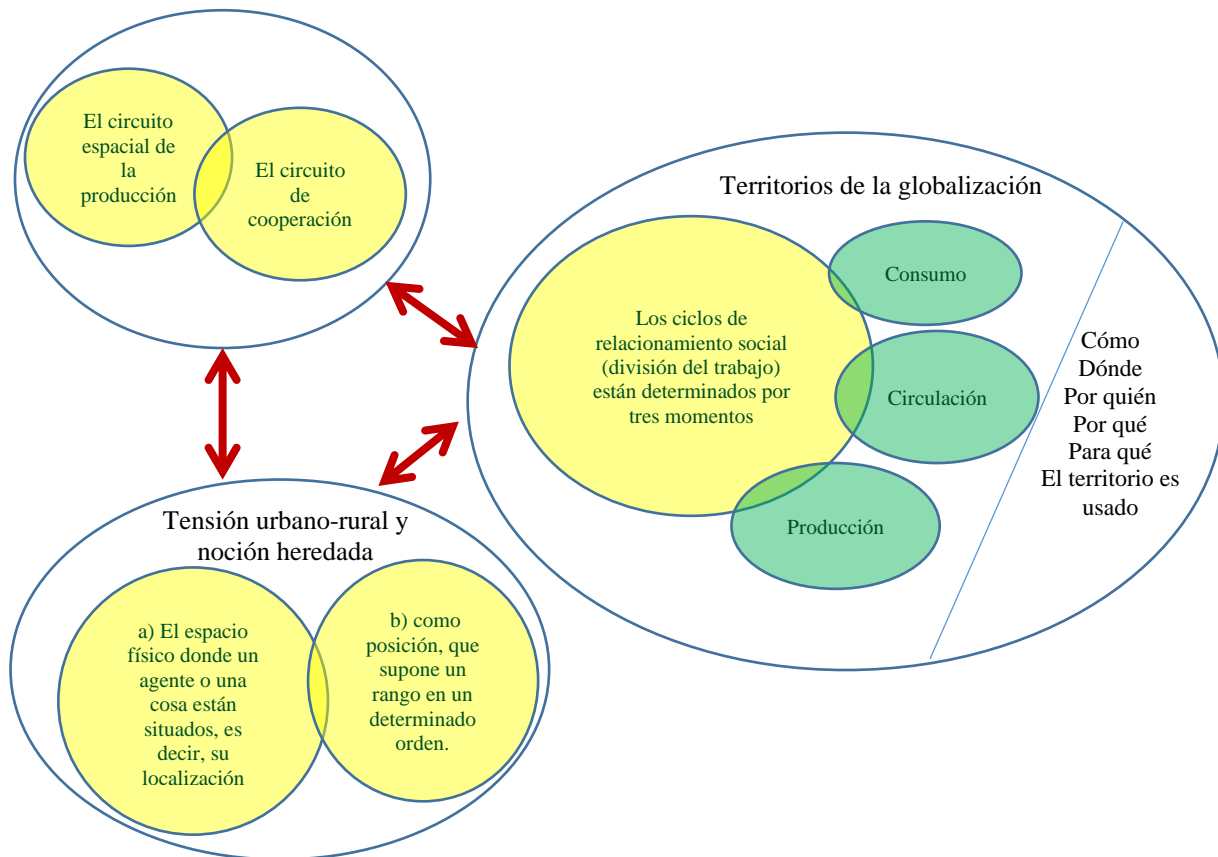 El circuito
espacial de
la
producción
El circuito
de
cooperación
Territorios de la globalización
Consumo
Los ciclos de
relacionamiento social
(división del trabajo)
están determinados por
tres momentos
Circulación
Producción
Cómo
Dónde
Por quién
Por qué
Para qué
El territorio es
usado
Tensión urbano-rural y
noción heredada
a) El espacio
físico donde un
agente o una
cosa están
situados, es
decir, su
localización
b) como
posición, que
supone un
rango en un
determinado
orden.